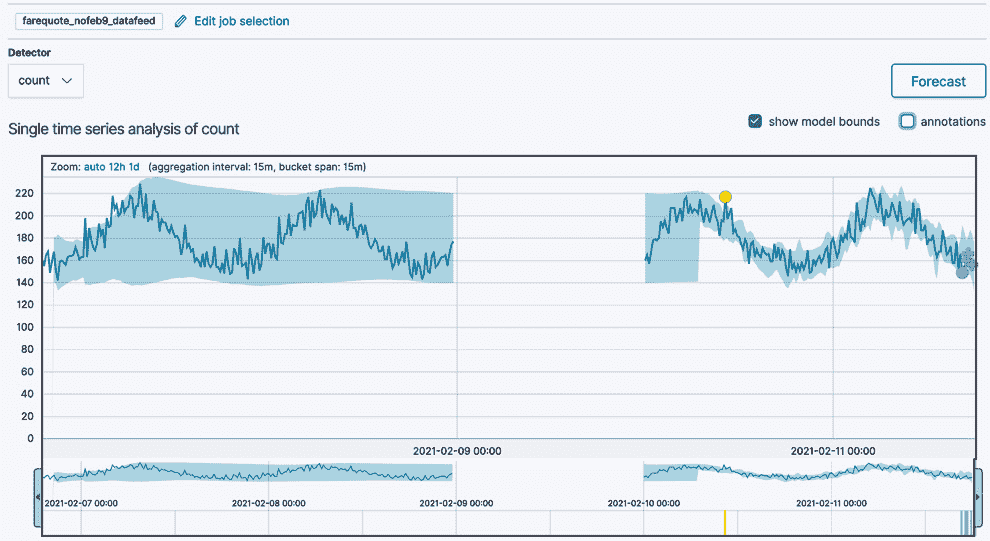 farequote_nofeb9_datafeed Edit job selection
Detector
count
Forecast
Single time series analysis of count
show model bounds annotations
Zoom: auto 12h 1d (aggregation interval: 15m, bucket span: 15m)
220
200
180
160
140
120
100
80
60
40
20
0
2021-02-09 00:00 2021-02-11 00:00
2021-02-07 00:00 2021-02-08 00:00 2021-02-09 00:00 2021-02-10 00:00 2021-02-11 00:00